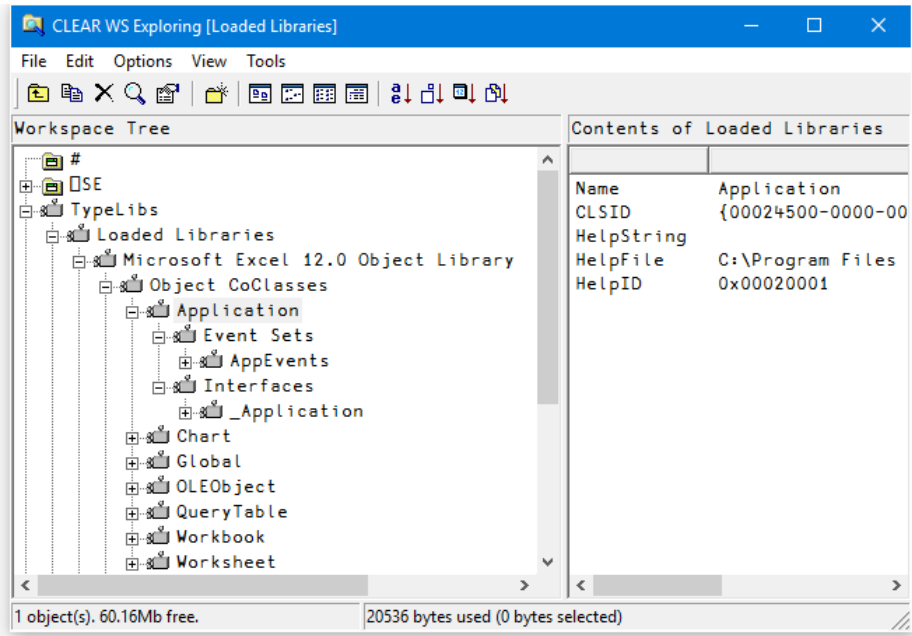 CLEAR WS Exploring [Loaded Libraries]
File Edit Options View Tools
Workspace Tree
#
⎕SE
TypeLibs
Loaded Libraries
Microsoft Excel 12.0 Object Library
Object CoClasses
Application
Event Sets
AppEvents
Interfaces
_Application
Chart
Global
OLEObject
QueryTable
Workbook
Worksheet
Contents of Loaded Libraries
Name Application
CLSID {00024500-0000-00
HelpString
HelpFile C:\Program Files
HelpID 0x00020001
1 object(s). 60.16Mb free.
20536 bytes used (0 bytes selected)